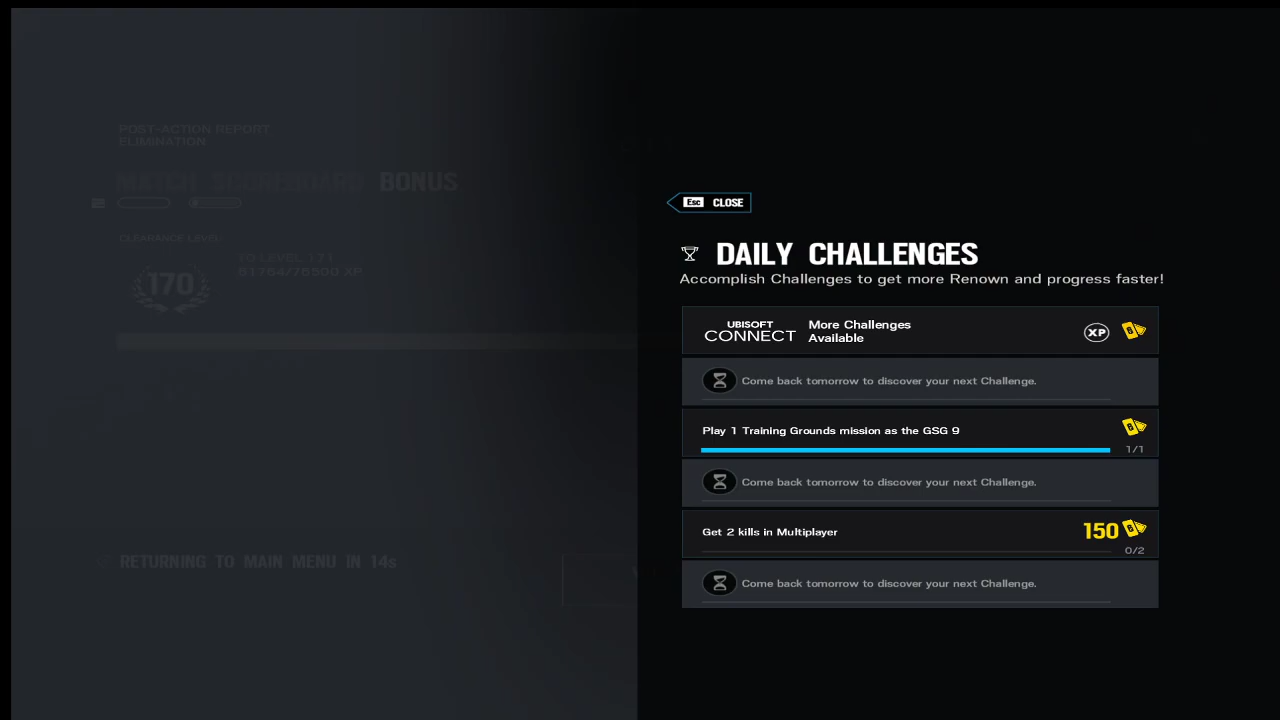 POST-ACTION REPORT
ELIMINATION
MATCH SCOREBOARD BONUS
CLEARANCE LEVEL
170
TO LEVEL 171
61764/76500 XP
RETURNING TO MAIN MENU IN 14s
Esc CLOSE
DAILY CHALLENGES
Accomplish Challenges to get more Renown and progress faster!
UBISOFT
CONNECT
More Challenges
Available
XP
Come back tomorrow to discover your next Challenge.
Play 1 Training Grounds mission as the GSG 9
1/1
Come back tomorrow to discover your next Challenge.
Get 2 kills in Multiplayer
150
0/2
Come back tomorrow to discover your next Challenge.